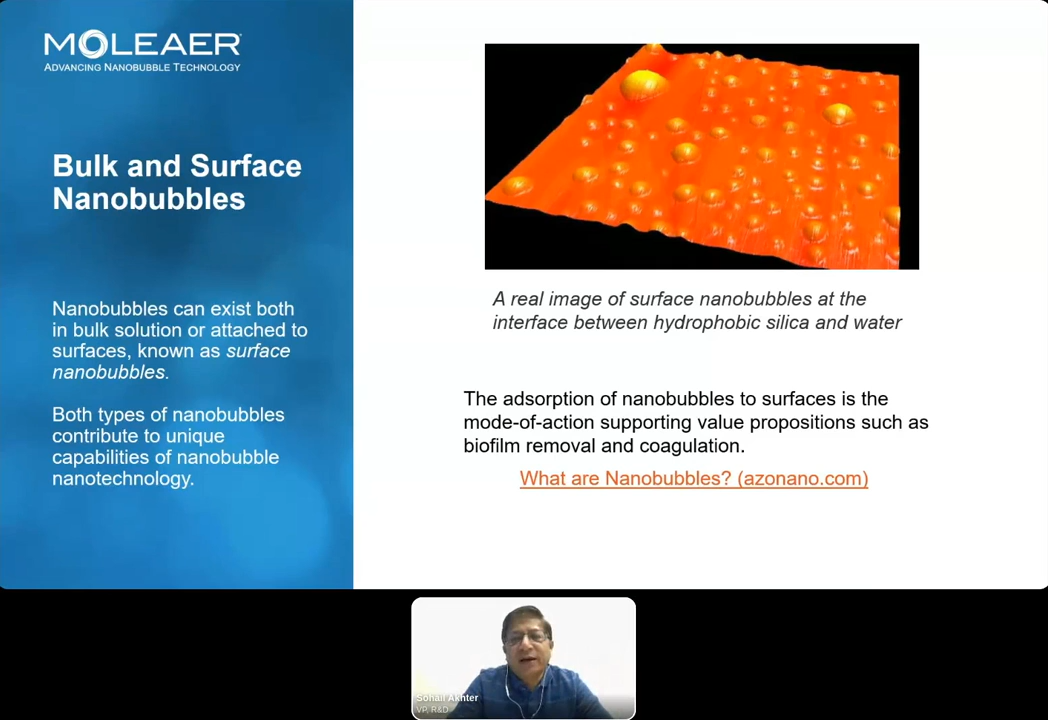 MOLEAER
ADVANCING NANOBUBBLE TECHNOLOGY
Bulk and Surface
Nanobubbles
Nanobubbles can exist both
in bulk solution or attached to
surfaces, known as surface
nanobubbles.
Both types of nanobubbles
contribute to unique
capabilities of nanobubble
nanotechnology.
A real image of surface nanobubbles at the
interface between hydrophobic silica and water
The adsorption of nanobubbles to surfaces is the
mode-of-action supporting value propositions such as
biofilm removal and coagulation.
What are Nanobubbles? (azonano.com)
Sohail Akhter
VP, R&D